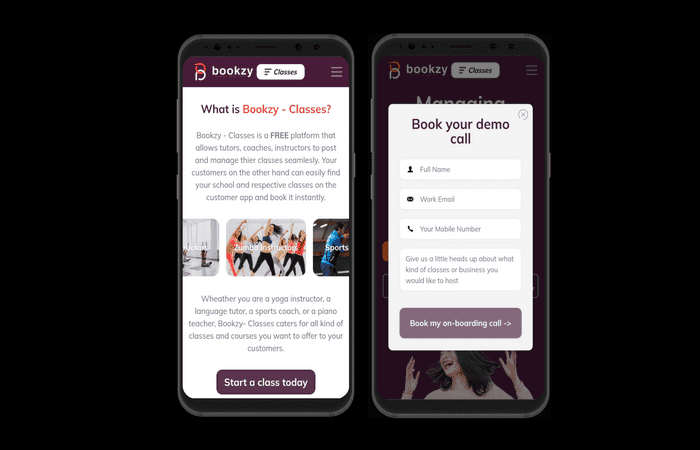 bookzy Classes
What is Bookzy - Classes?
Bookzy - Classes is a FREE platform that
allows tutors, coaches, instructors to post
and manage thier classes seamlesly. Your
customers on the other hand can easily find
your school and respective classes on the
customer app and book it instantly.
Zumba Instructors
Sports
Wheather you are a yoga instructor, a
language tutor, a sports coach, or a piano
teacher, Bookzy- Classes caters for all kind of
classes and courses you want to offer to your
customers.
Start a class today
bookzy Classes
Managing
Book your demo
call
Full Name
Work Email
Your Mobile Number
Give us a little heads up about what
kind of classes or business you
would like to host
Book my on-boarding call ->